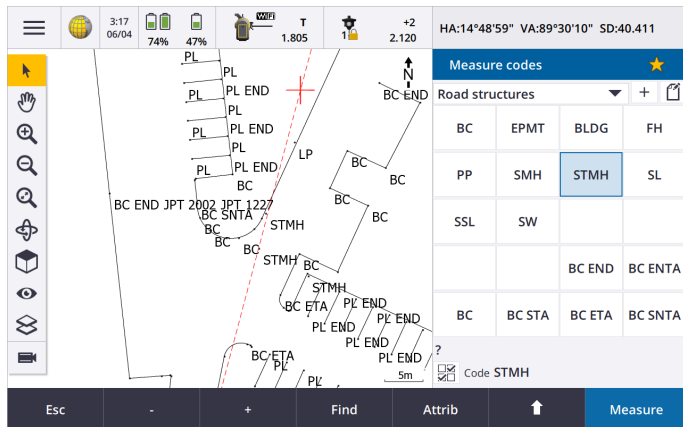 3:17
06/04
74%
47%
WiFi
T
1.805
1
+2
2.120
HA:14°48'59" VA:89°30'10" SD:40.411
Measure codes
Road structures
BC EPMT BLDG FH
PP SMH STMH SL
SSL SW
BC END BC ENTA
BC BC STA BC ETA BC SNTA
?
Code STMH
N
PL
PL
PL END
PL
BC END
PL
PL END
PL
PL
LP
PL
PL END
BC
BC
BC
BC
BC END JPT 2002 JPT 1227
BC SNTA
BC
STMH
BC
BC
BC
STMH
BC
STMH
BC ETA
PL END
PL END
PL END
PL END
PL END
BC ETA
PL
PL
5m
Esc - + Find Attrib Measure